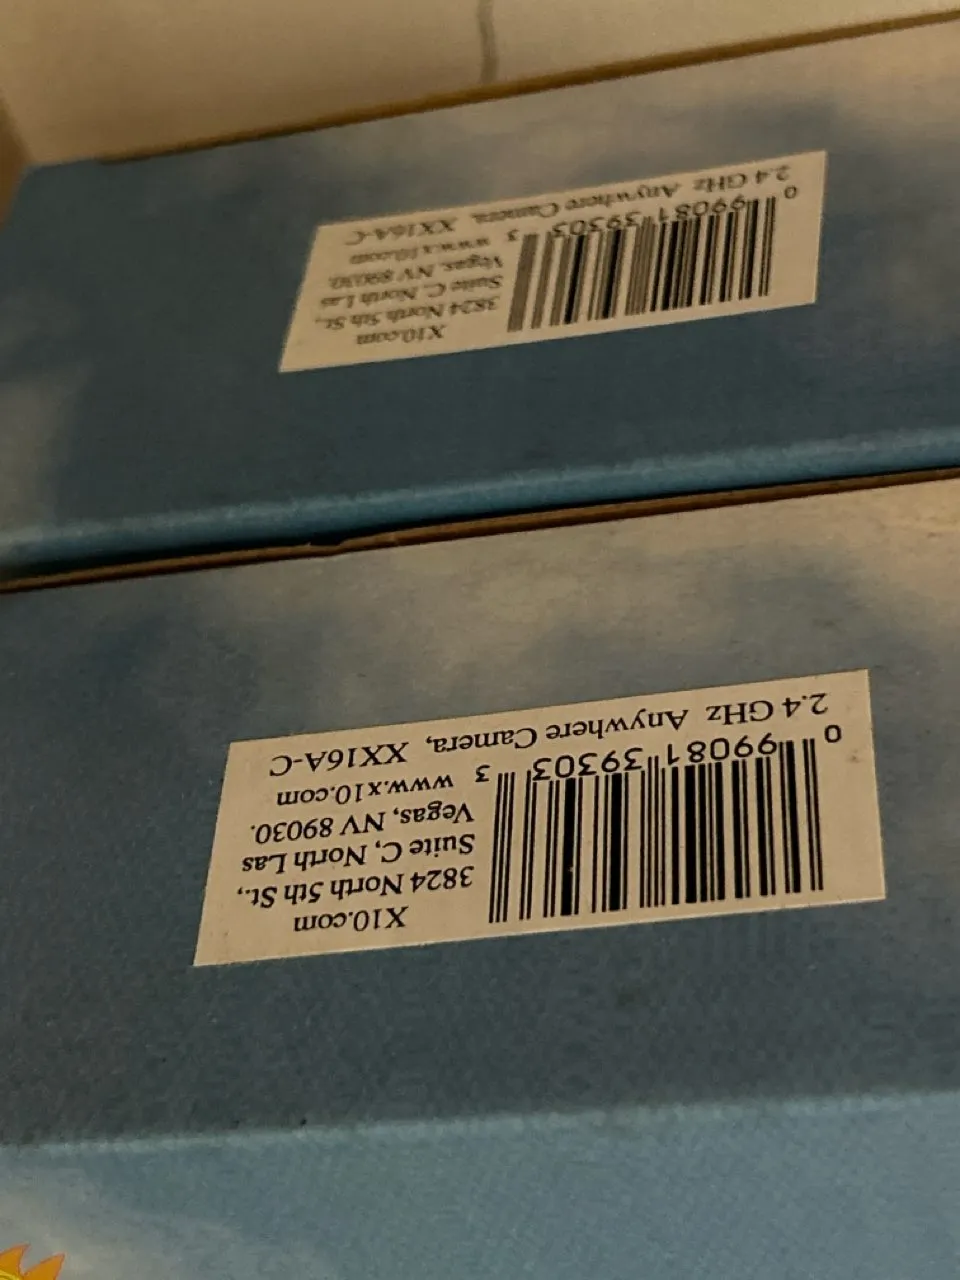 X10.com
3824 North 5th St.,
Suite C, North Las
Vegas, NV 89030.
www.x10.com
0 99081 39303 3
2.4 GHz Anywhere Camera, XX16A-C
X10.com
3824 North 5th St.,
Suite C, North Las
Vegas, NV 89030.
www.x10.com
0 99081 39303 3
2.4 GHz Anywhere Camera, XX16A-C